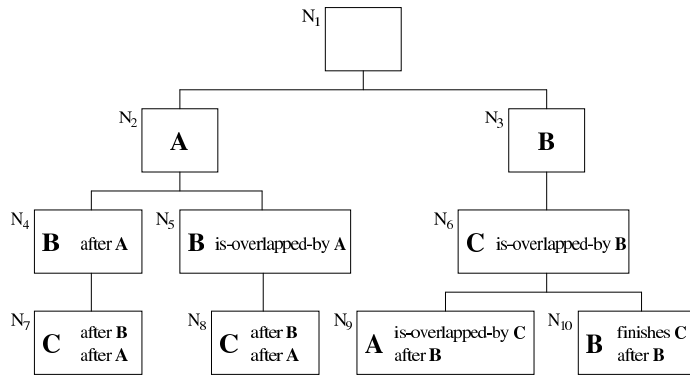 N1
N2
A
N3
B
N4
B after A
N5
B is-overlapped-by A
N6
C is-overlapped-by B
N7
C after B
after A
N8
C after B
after A
N9
A is-overlapped-by C
after B
N10
B finishes C
after B